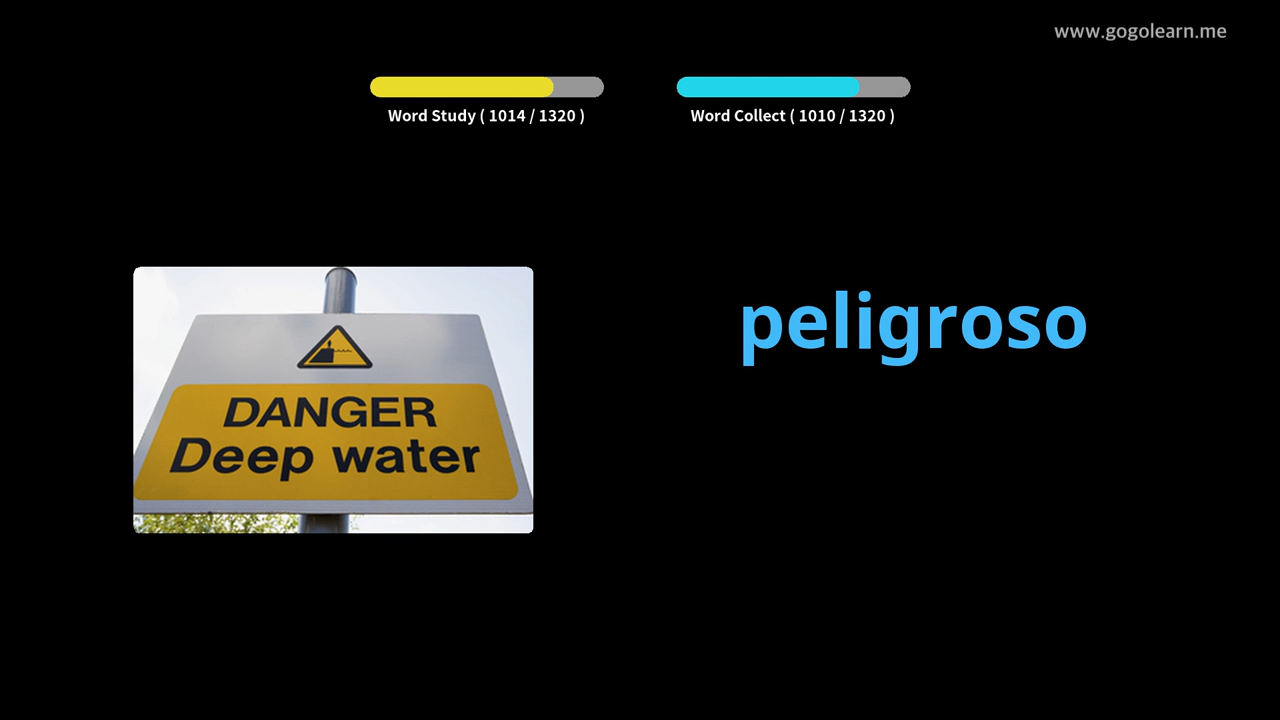 www.gogolearn.me
Word Study ( 1014 / 1320 )
Word Collect ( 1010 / 1320 )
DANGER
Deep water
peligroso